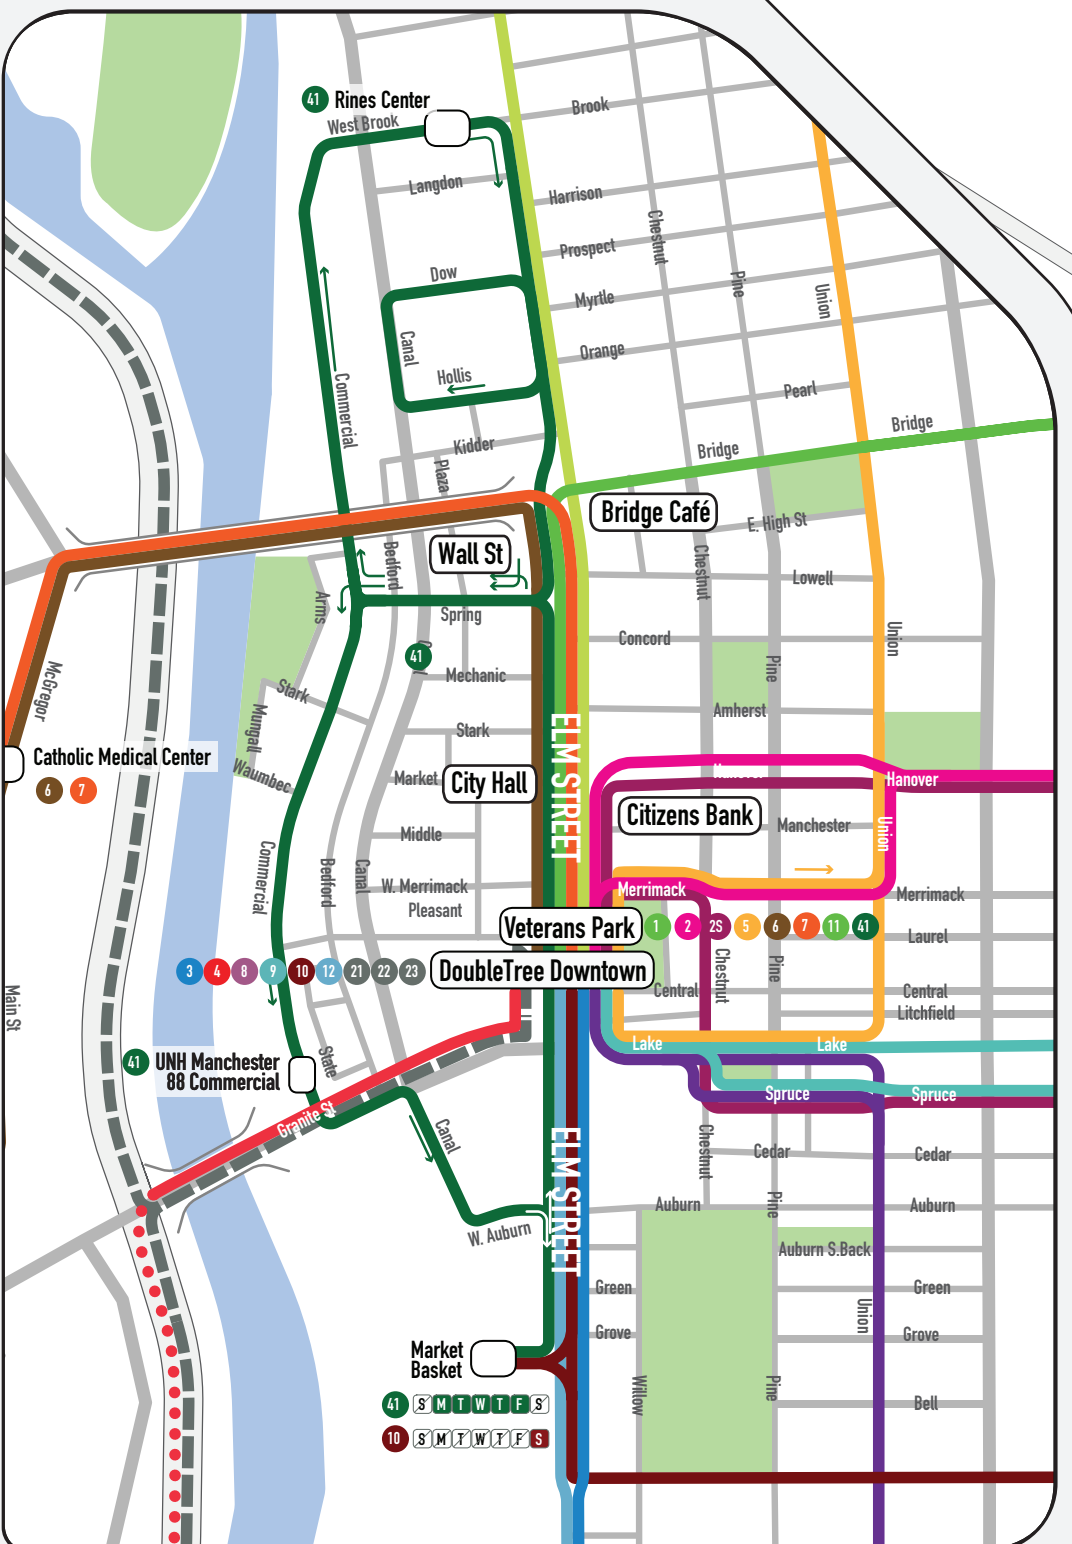 41 Rines Center
West Brook
Brook
Langdon
Harrison
Chestnut
Prospect
Dow
Pine
Myrtle
Union
Canal
Orange
Hollis
Commercial
Pearl
Bridge
Kidder
Bridge
Plaza
Bridge Café
E. High St
Wall St
Bedford
Chestnut
Lowell
Arms
Spring
Concord
Union
41
Mechanic
Pine
McGregor
Stark
Amherst
Mungall
Stark
ELM STREET
Catholic Medical Center
6 7
Waumbec
Market
City Hall
Hanover
Citizens Bank
Manchester
Union
Middle
Commercial
Bedford
Canal
W. Merrimack
Merrimack
Merrimack
Pleasant
Veterans Park
1 2 2S 5 6 7 11 41
Laurel
3 4 8 9 10 12 21 22 23
DoubleTree Downtown
Chestnut
Pine
Central
Central
Main St
Litchfield
Lake
Lake
41 UNH Manchester
88 Commercial
State
Spruce
Spruce
Granite St
Canal
ELM STREET
Chestnut
Cedar
Cedar
Auburn
Pine
Auburn
W. Auburn
Auburn S.Back
Green
Green
Union
Grove
Grove
Market
Basket
Willow
Pine
Bell
41 S M T W T F S
10 S M T W T F S